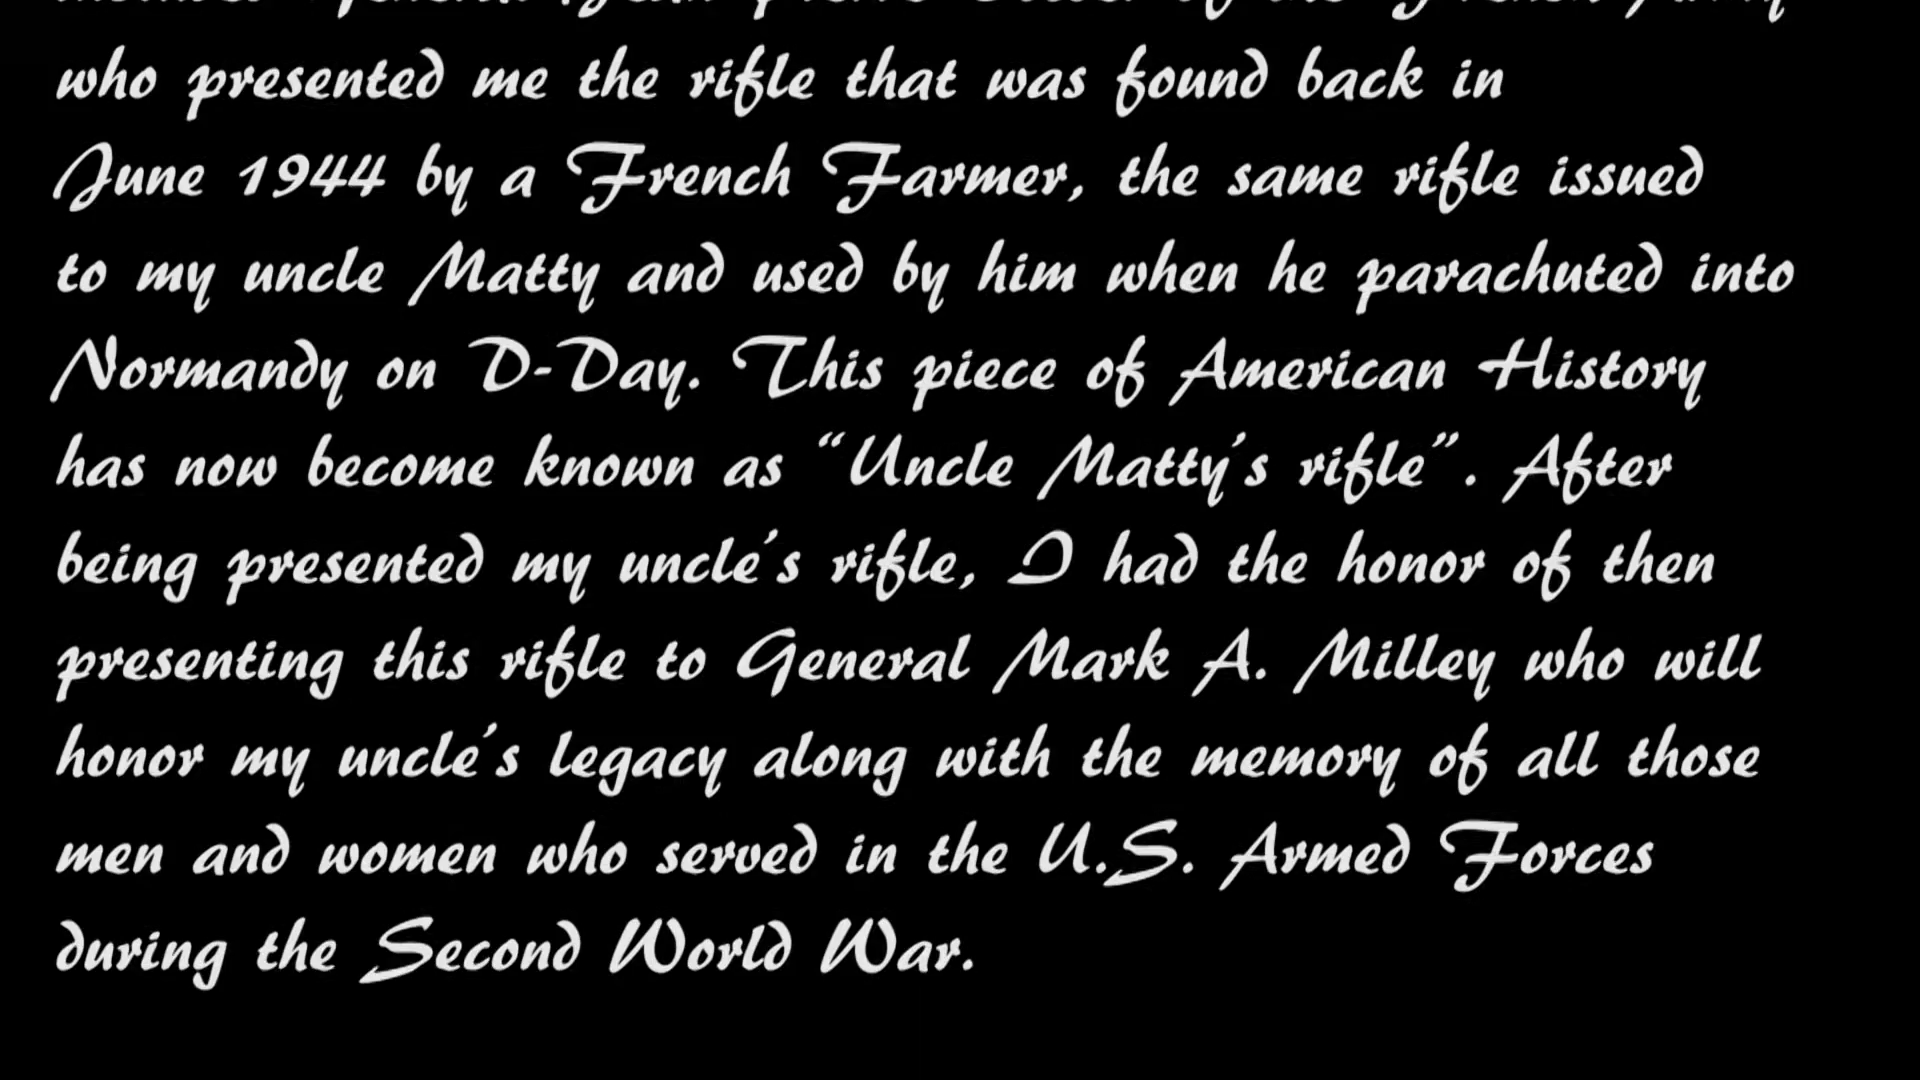 who presented me the rifle that was found back in
June 1944 by a French Farmer, the same rifle issued
to my uncle Matty and used by him when he parachuted into
Normandy on D-Day. This piece of American History
has now become known as “Uncle Matty’s rifle”. After
being presented my uncle’s rifle, I had the honor of then
presenting this rifle to General Mark A. Milley who will
honor my uncle’s legacy along with the memory of all those
men and women who served in the U.S. Armed Forces
during the Second World War.